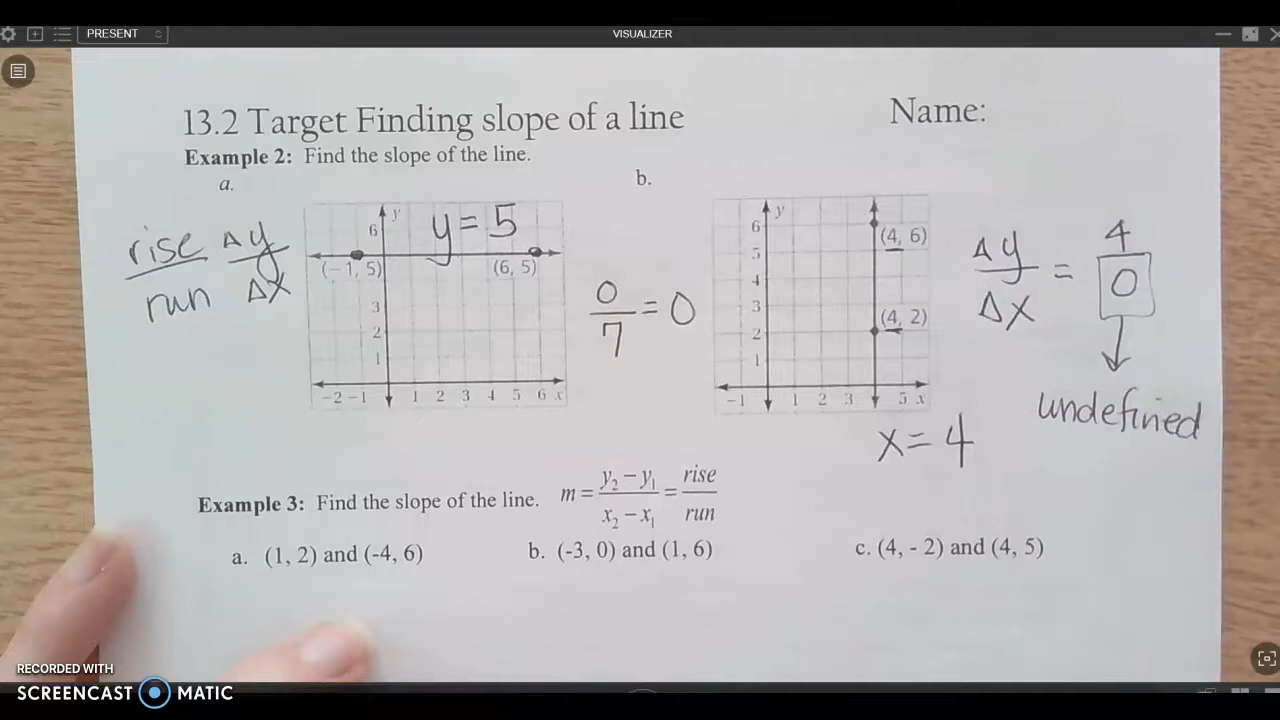 PRESENT
VISUALIZER
13.2 Target Finding slope of a line
Name:
Example 2: Find the slope of the line.
a.
rise
run
Δy
Δx
y
6
y = 5
(−1, 5)
(6, 5)
3
2
1
−2 −1 1 2 3 4 5 6 x
0
7
= 0
b.
y
6
5
4
3
2
1
(4, 6)
(4, 2)
−1 1 2 3 5 x
x = 4
Δy
Δx
=
4
0
undefined
Example 3: Find the slope of the line. m = y₂ − y₁ / x₂ − x₁ = rise / run
a. (1, 2) and (-4, 6)
b. (-3, 0) and (1, 6)
c. (4, - 2) and (4, 5)
RECORDED WITH
SCREENCAST MATIC